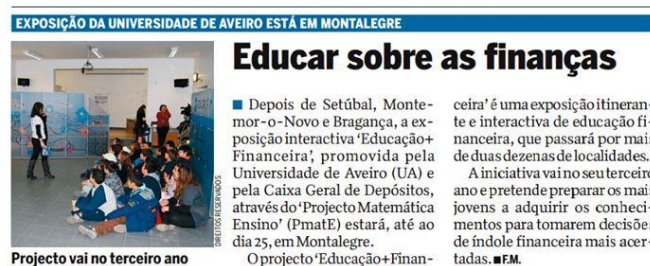 EXPOSIÇÃO DA UNIVERSIDADE DE AVEIRO ESTÁ EM MONTALEGRE
Educar sobre as finanças
DIREITOS RESERVADOS
Projecto vai no terceiro ano
■ Depois de Setúbal, Monte-
mor-o-Novo e Bragança, a ex-
posição interactiva 'Educação+
Financeira', promovida pela
Universidade de Aveiro (UA) e
pela Caixa Geral de Depósitos,
através do 'Projecto Matemática
Ensino' (PmatE) estará, até ao
dia 25, em Montalegre.
O projecto 'Educação+Finan-
ceira' é uma exposição itineran-
te e interactiva de educação fi-
nanceira, que passará por mais
de duas dezenas de localidades.
A iniciativa vai no seu terceiro
ano e pretende preparar os mais
jovens a adquirir os conheci-
mentos para tomarem decisões
de índole financeira mais acer-
tadas. ■ F.M.